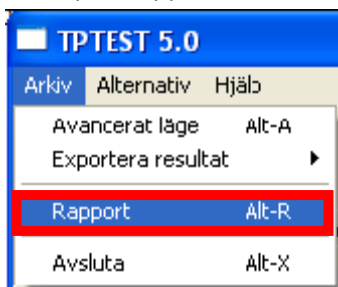 TPTEST 5.0
Arkiv Alternativ Hjälp
Avancerat läge Alt-A
Exportera resultat
Rapport Alt-R
Avsluta Alt-X